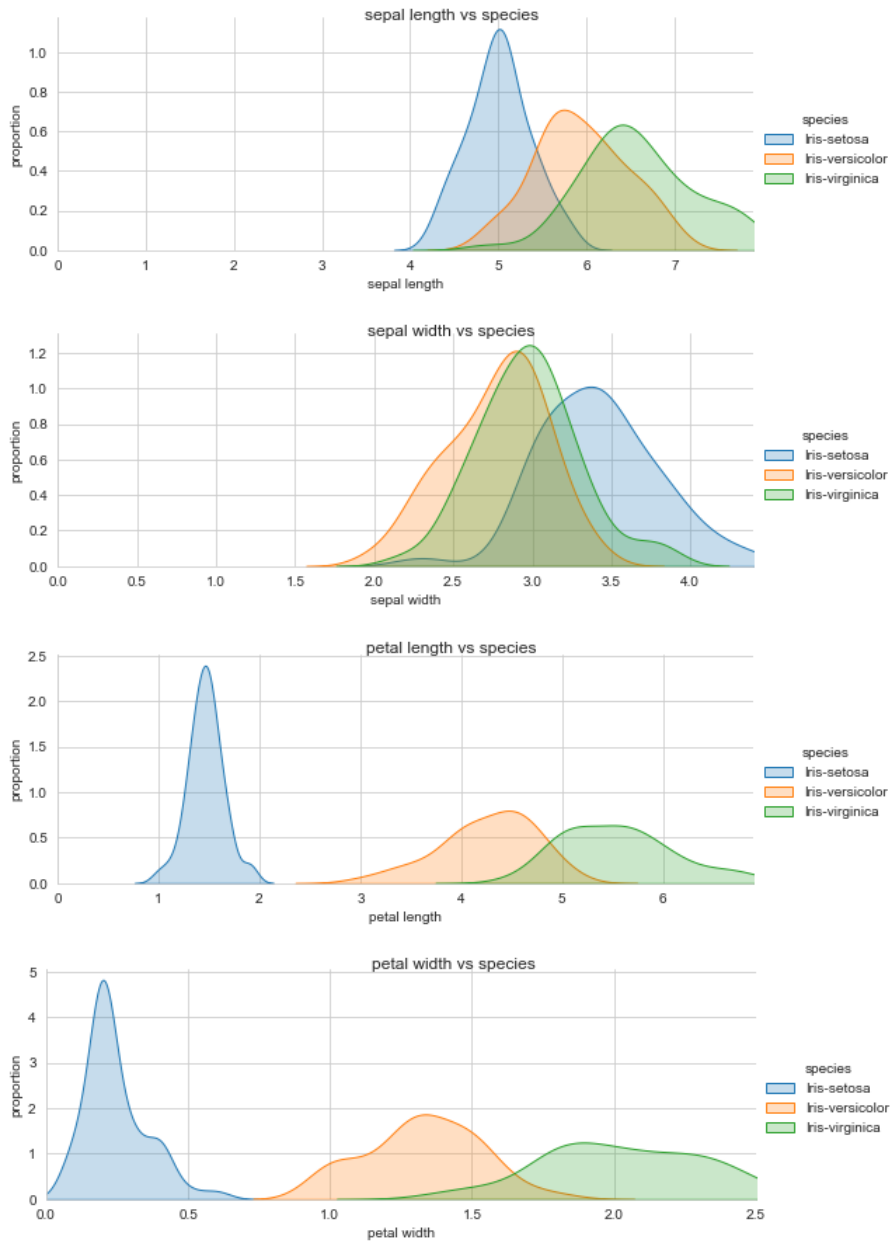 sepal length vs species
1.0
0.8
0.6
0.4
0.2
0.0
proportion
0 1 2 3 4 5 6 7
sepal length
species
Iris-setosa
Iris-versicolor
Iris-virginica
sepal width vs species
1.2
1.0
0.8
0.6
0.4
0.2
0.0
proportion
0.0 0.5 1.0 1.5 2.0 2.5 3.0 3.5 4.0
sepal width
species
Iris-setosa
Iris-versicolor
Iris-virginica
petal length vs species
2.5
2.0
1.5
1.0
0.5
0.0
proportion
0 1 2 3 4 5 6
petal length
species
Iris-setosa
Iris-versicolor
Iris-virginica
petal width vs species
5
4
3
2
1
0
proportion
0.0 0.5 1.0 1.5 2.0 2.5
petal width
species
Iris-setosa
Iris-versicolor
Iris-virginica